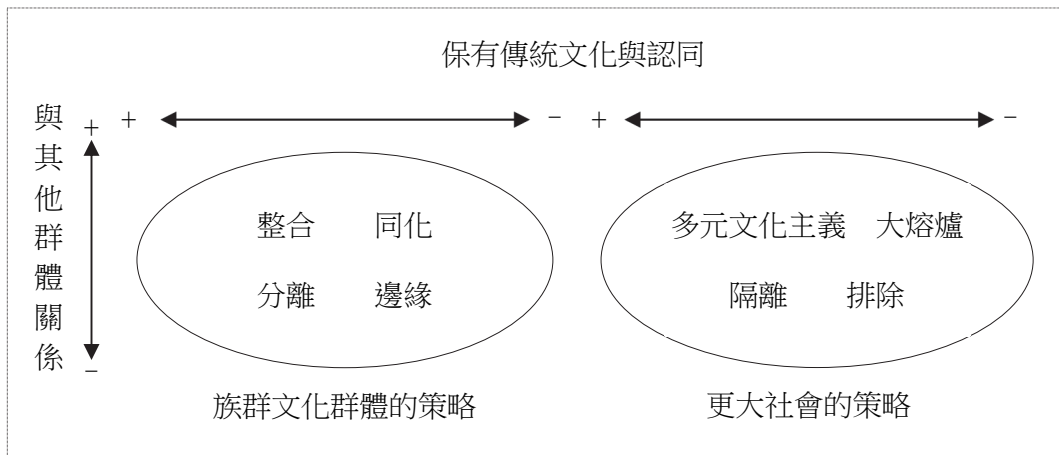 保有傳統文化與認同
與其他群體關係
+ + − + −
整合 同化
分離 邊緣
−
多元文化主義 大熔爐
隔離 排除
族群文化群體的策略
更大社會的策略